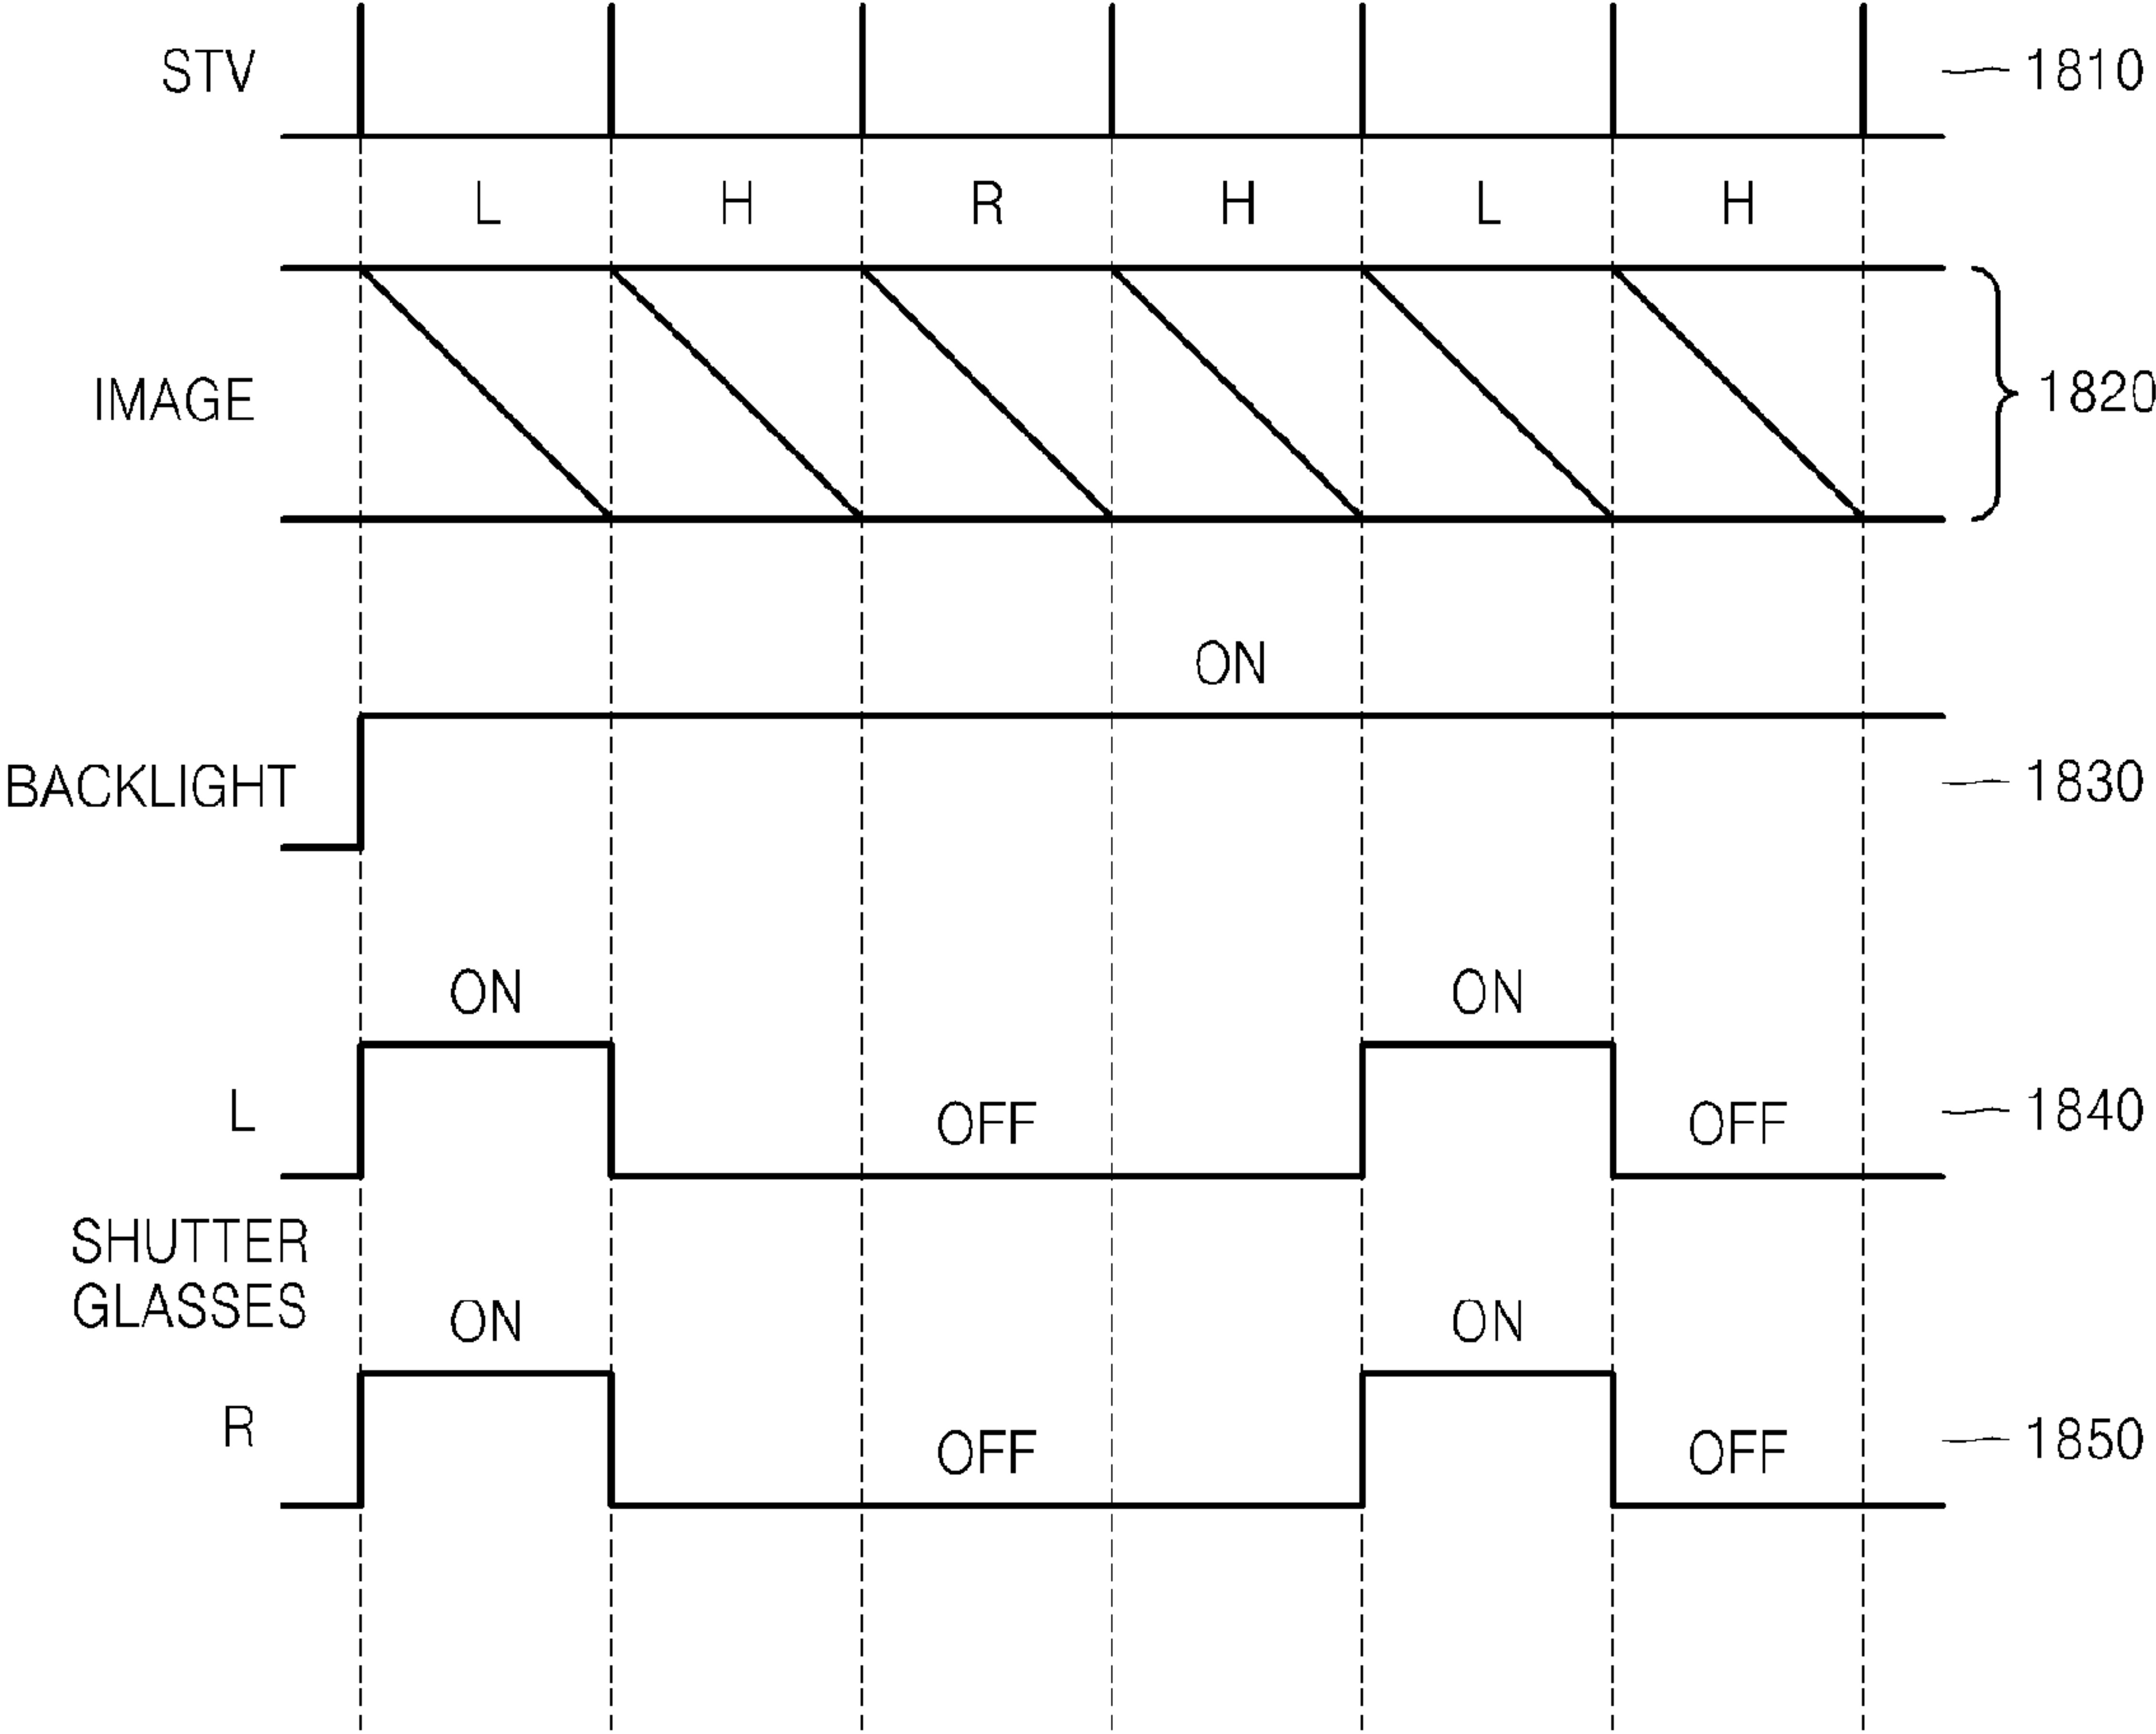 STV 1810
L H R H L H
IMAGE 1820
ON
BACKLIGHT 1830
ON ON
L OFF OFF 1840
SHUTTER
GLASSES
ON ON
R OFF OFF 1850